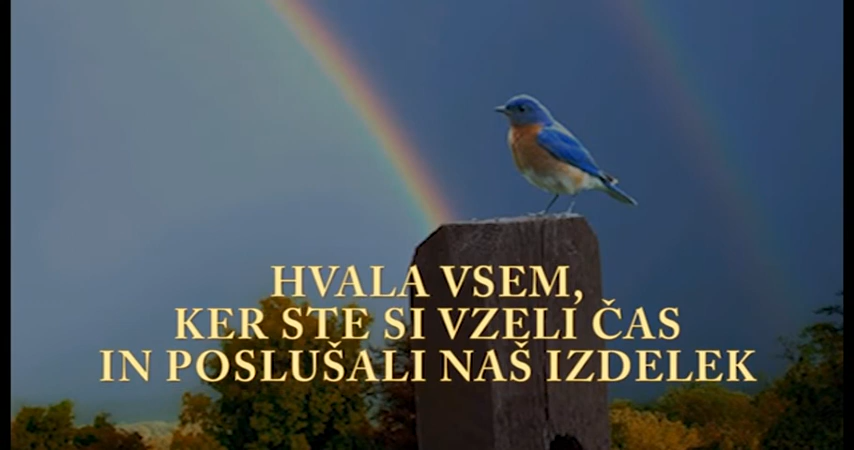 HVALA VSEM,
KER STE SI VZELI ČAS
IN POSLUŠALI NAŠ IZDELEK